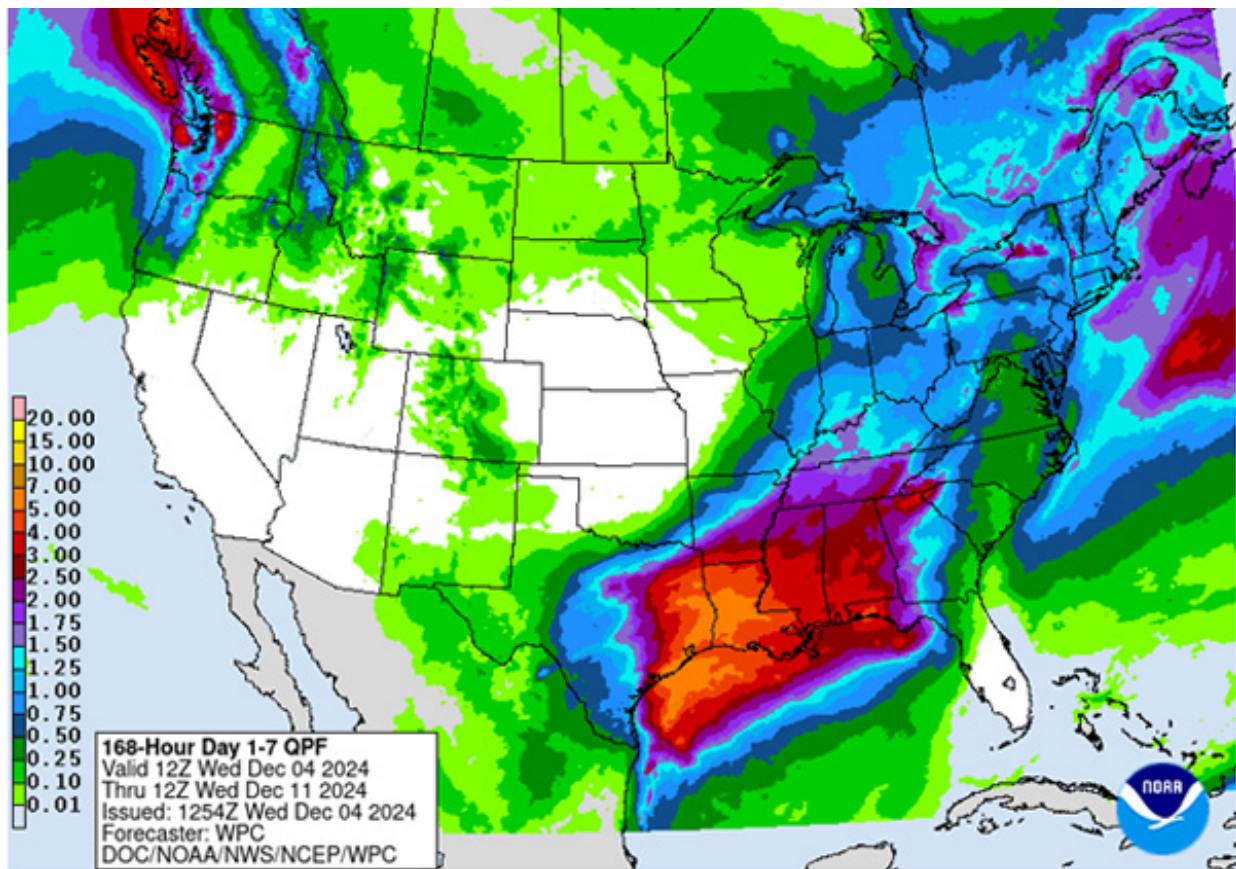 20.00
15.00
10.00
7.00
5.00
4.00
3.00
2.50
2.00
1.75
1.50
1.25
1.00
0.75
0.50
0.25
0.10
0.01
168-Hour Day 1-7 QPF
Valid 12Z Wed Dec 04 2024
Thru 12Z Wed Dec 11 2024
Issued: 1254Z Wed Dec 04 2024
Forecaster: WPC
DOC/NOAA/NWS/NCEP/WPC
NOAA